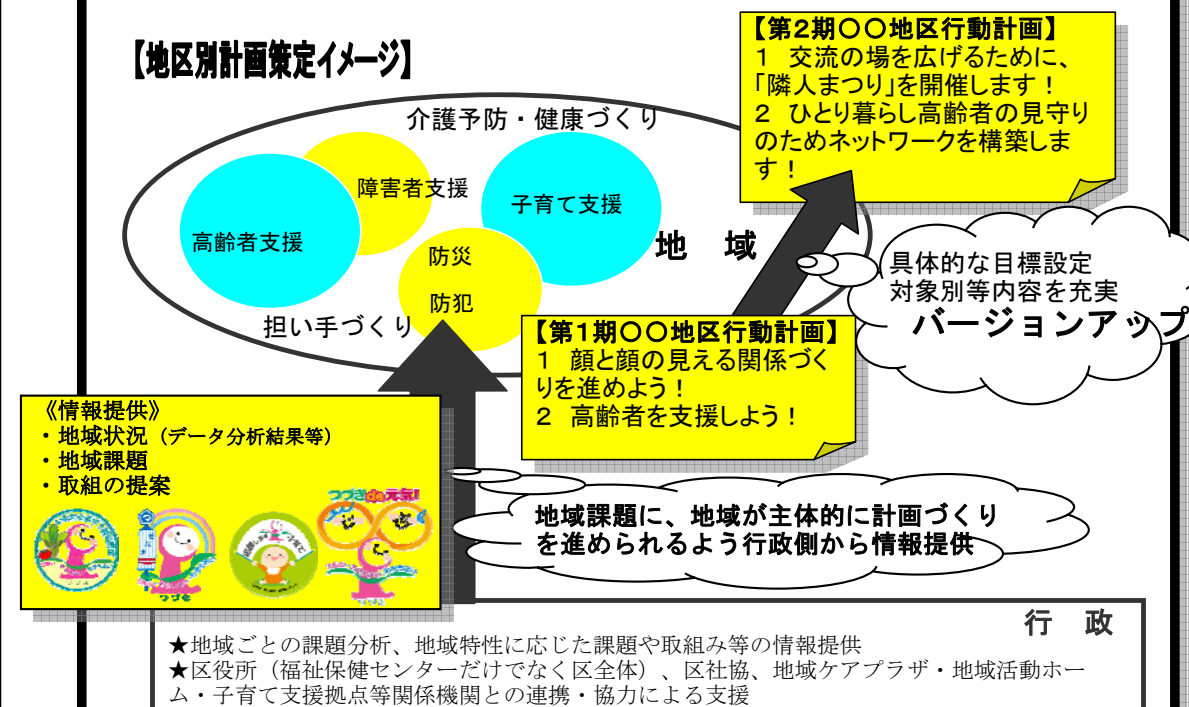 【地区別計画策定イメージ】
【第2期〇〇地区行動計画】
1　交流の場を広げるために、
「隣人まつり」を開催します！
2　ひとり暮らし高齢者の見守り
のためネットワークを構築しま
す！
介護予防・健康づくり
障害者支援
子育て支援
高齢者支援
地　域
防災
防犯
担い手づくり
具体的な目標設定
対象別等内容を充実
バージョンアップ
【第1期〇〇地区行動計画】
1　顔と顔の見える関係づく
りを進めよう！
2　高齢者を支援しよう！
《情報提供》
・地域状況（データ分析結果等）
・地域課題
・取組の提案
つづきde元気!
つづき
地域課題に、地域が主体的に計画づくり
を進められるよう行政側から情報提供
行　政
★地域ごとの課題分析、地域特性に応じた課題や取組み等の情報提供
★区役所（福祉保健センターだけでなく区全体）、区社協、地域ケアプラザ・地域活動ホー
ム・子育て支援拠点等関係機関との連携・協力による支援